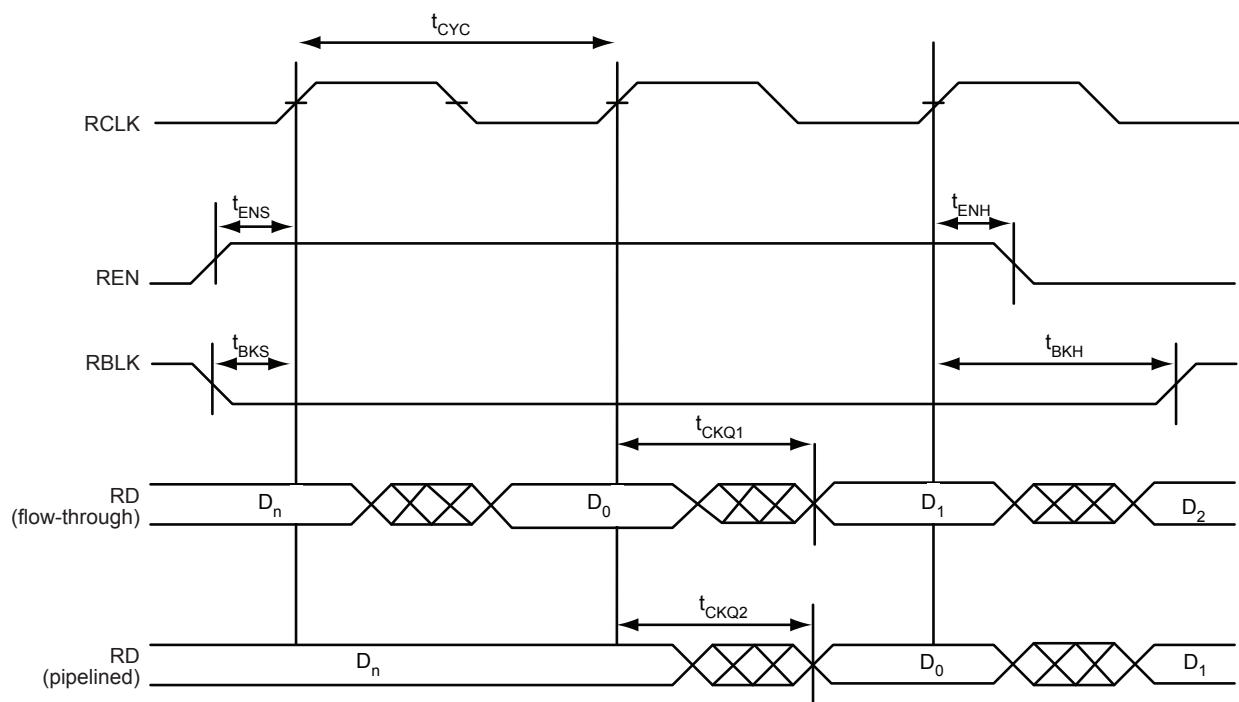 tCYC
RCLK
tENS
tENH
REN
tBKS
tBKH
RBLK
tCKQ1
RD
(flow-through)
Dn
D0
D1
D2
tCKQ2
RD
(pipelined)
Dn
D0
D1